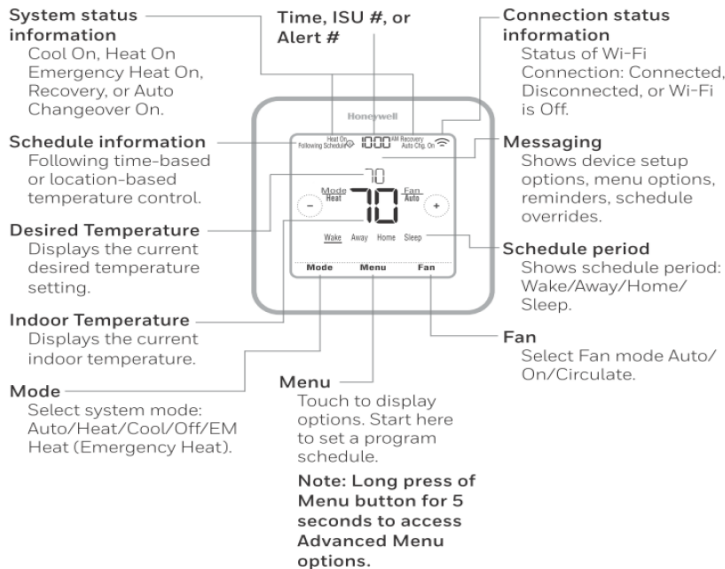 System status
information
Cool On, Heat On
Emergency Heat On,
Recovery, or Auto
Changeover On.
Schedule information
Following time-based
or location-based
temperature control.
Desired Temperature
Displays the current
desired temperature
setting.
Indoor Temperature
Displays the current
indoor temperature.
Mode
Select system mode:
Auto/Heat/Cool/Off/EM
Heat (Emergency Heat).
Time, ISU #, or
Alert #
Honeywell
Heat On
Following Schedule
10:00 AM
Recovery
Auto Chg. On
70
Mode
Heat
70
Fan
Auto
-
+
Wake Away Home Sleep
Mode Menu Fan
Menu
Touch to display
options. Start here
to set a program
schedule.
Note: Long press of
Menu button for 5
seconds to access
Advanced Menu
options.
Connection status
information
Status of Wi-Fi
Connection: Connected,
Disconnected, or Wi-Fi
is Off.
Messaging
Shows device setup
options, menu options,
reminders, schedule
overrides.
Schedule period
Shows schedule period:
Wake/Away/Home/
Sleep.
Fan
Select Fan mode Auto/
On/Circulate.